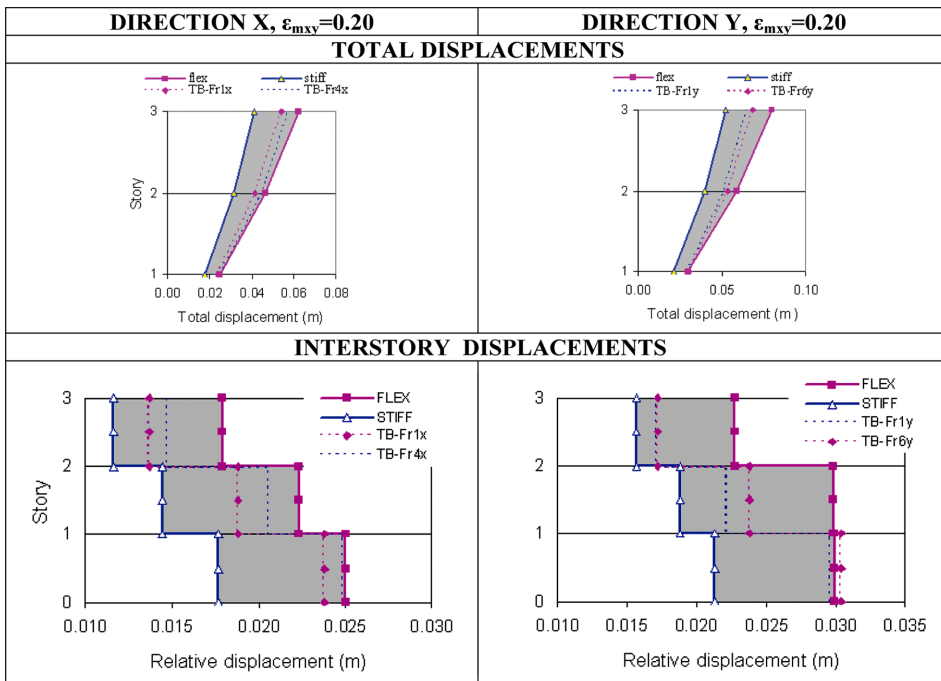 DIRECTION X, εmxy=0.20
DIRECTION Y, εmxy=0.20
TOTAL DISPLACEMENTS
flex stiff
TB-Fr1x TB-Fr4x
3
2
1
Story
0.00 0.02 0.04 0.06 0.08
Total displacement (m)
flex stiff
TB-Fr1y TB-Fr6y
3
2
1
0.00 0.05 0.10
Total displacement (m)
INTERSTORY DISPLACEMENTS
FLEX
STIFF
TB-Fr1x
TB-Fr4x
3
2
1
0
Story
0.010 0.015 0.020 0.025 0.030
Relative displacement (m)
FLEX
STIFF
TB-Fr1y
TB-Fr6y
3
2
1
0
0.010 0.015 0.020 0.025 0.030 0.035
Relative displacement (m)